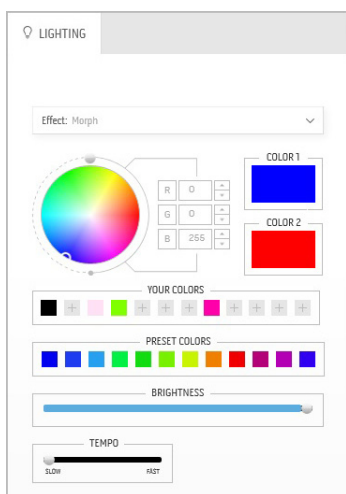 LIGHTING
Effect: Morph
COLOR 1
R 0
G 0
B 255
COLOR 2
YOUR COLORS
PRESET COLORS
BRIGHTNESS
TEMPO
SLOW FAST